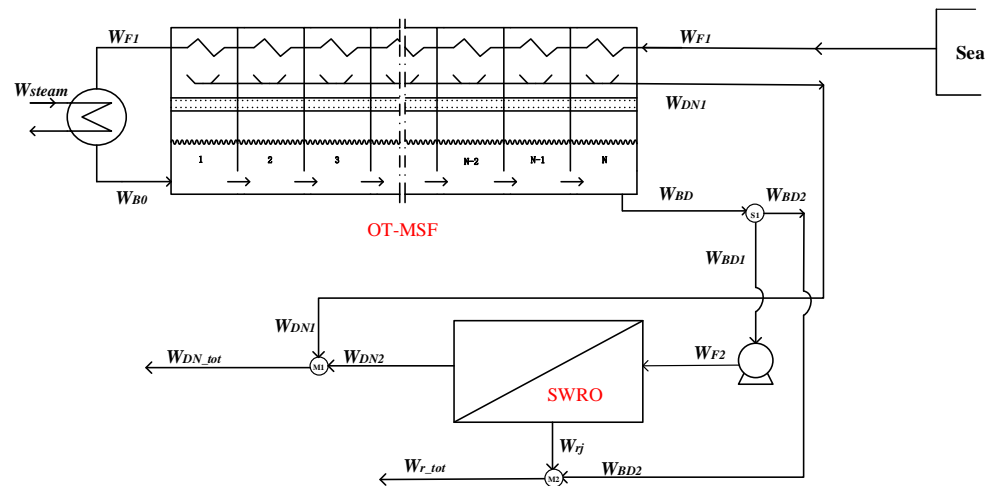 W_F1
W_F1
Sea
W_steam
W_DN1
1
2
3
N-2
N-1
N
W_B0
W_BD
S1
W_BD2
OT-MSF
W_BD1
W_DN1
W_DN_tot
M1
W_DN2
W_F2
SWRO
W_rj
W_r_tot
M2
W_BD2